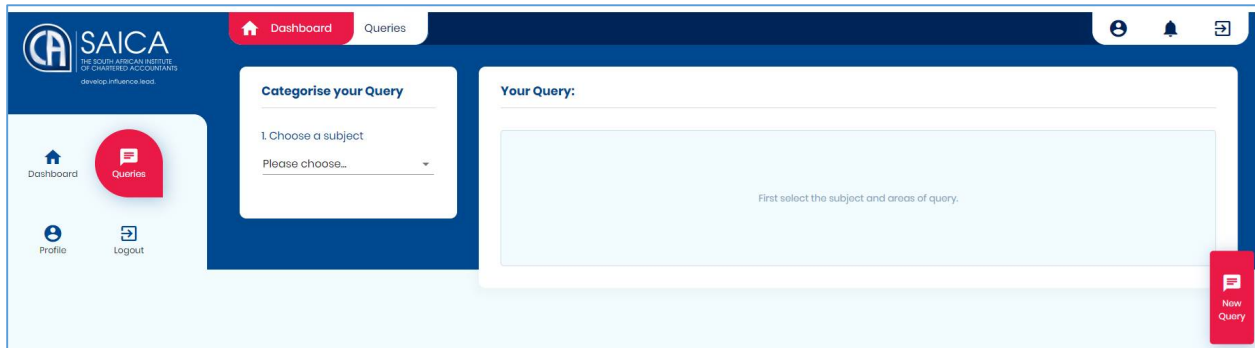 CA SAICA
THE SOUTH AFRICAN INSTITUTE
OF CHARTERED ACCOUNTANTS
develop.influence.lead.
Dashboard Queries
Dashboard
Queries
Profile
Logout
Categorise your Query
1. Choose a subject
Please choose...
Your Query:
First select the subject and areas of query.
New
Query